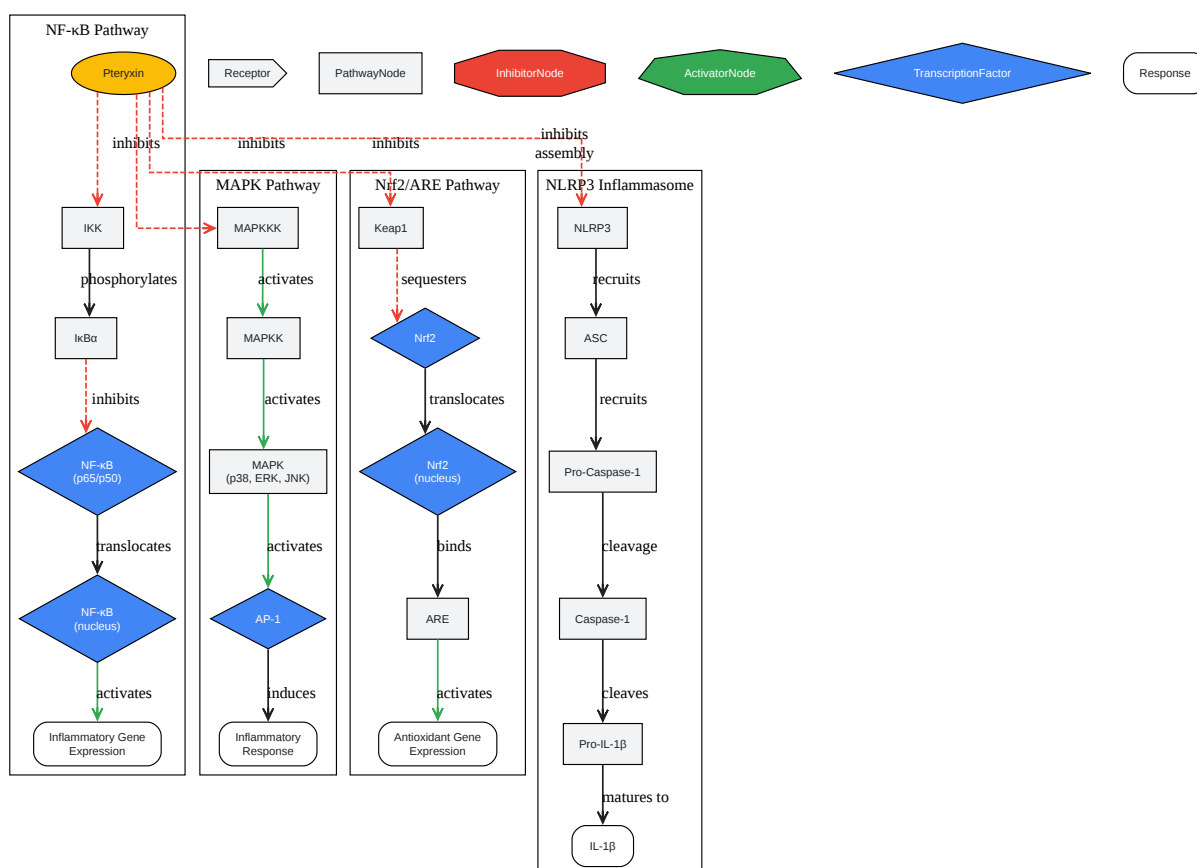 NF-κB Pathway
Pteryxin
Receptor
PathwayNode
InhibitorNode
ActivatorNode
TranscriptionFactor
Response
inhibits
inhibits
inhibits
inhibits
assembly
MAPK Pathway
Nrf2/ARE Pathway
NLRP3 Inflammasome
IKK
MAPKKK
Keap1
NLRP3
phosphorylates
activates
sequesters
recruits
IκBα
MAPKK
Nrf2
ASC
inhibits
activates
translocates
recruits
NF-κB
(p65/p50)
MAPK
(p38, ERK, JNK)
Nrf2
(nucleus)
Pro-Caspase-1
translocates
activates
binds
cleavage
NF-κB
(nucleus)
AP-1
ARE
Caspase-1
activates
induces
activates
cleaves
Inflammatory Gene
Expression
Inflammatory
Response
Antioxidant Gene
Expression
Pro-IL-1β
matures to
IL-1β